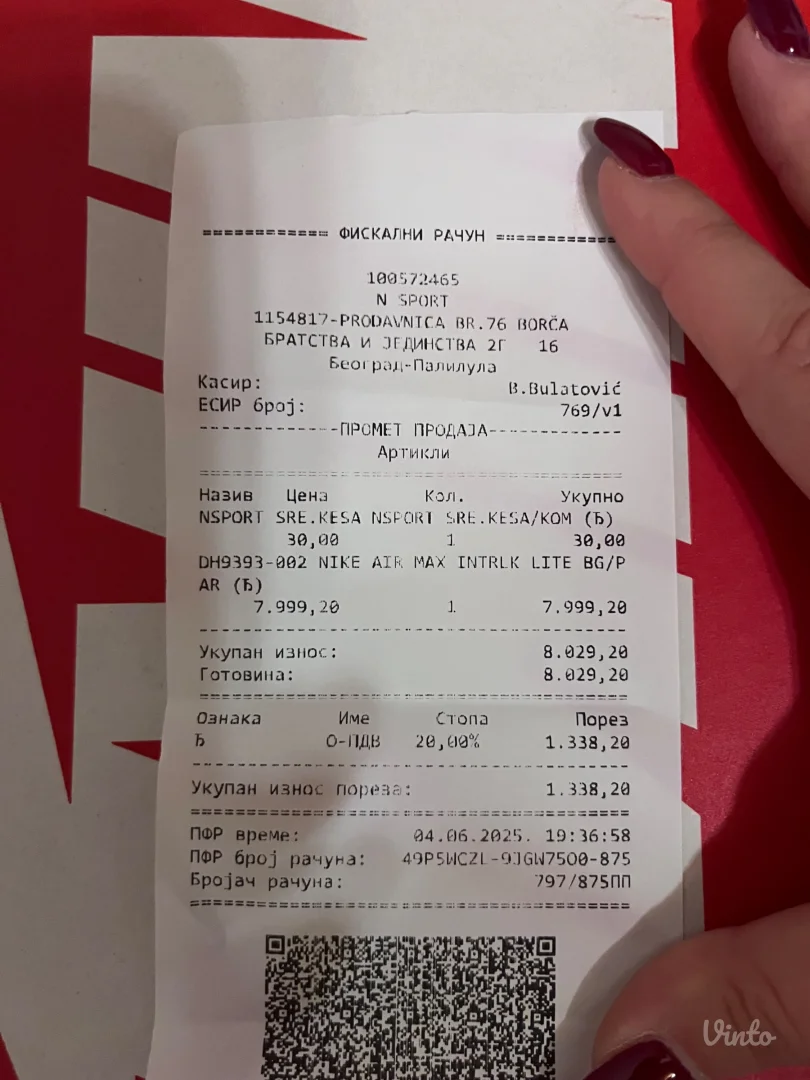 ============ ФИСКАЛНИ РАЧУН ============
100572465
N SPORT
1154817-PRODAVNICA BR.76 BORČA
БРАТСТВА И ЈЕДИНСТВА 2Г 16
Београд-Палилула
Касир: B.Bulatović
ЕСИР број: 769/v1
-------------ПРОМЕТ ПРОДАЈА-------------
Артикли
========================================
Назив Цена Кол. Укупно
NSPORT SRE.KESA NSPORT SRE.KESA/KOM (Ђ)
30,00 1 30,00
DH9393-002 NIKE AIR MAX INTRLK LITE BG/P
AR (Ђ)
7.999,20 1 7.999,20
----------------------------------------
Укупан износ: 8.029,20
Готовина: 8.029,20
========================================
Ознака Име Стопа Порез
Ђ О-ПДВ 20,00% 1.338,20
----------------------------------------
Укупан износ пореза: 1.338,20
========================================
ПФР време: 04.06.2025. 19:36:58
ПФР број рачуна: 49P5WCZL-9JGW75O0-875
Бројач рачуна: 797/875ПП
========================================
Vinto